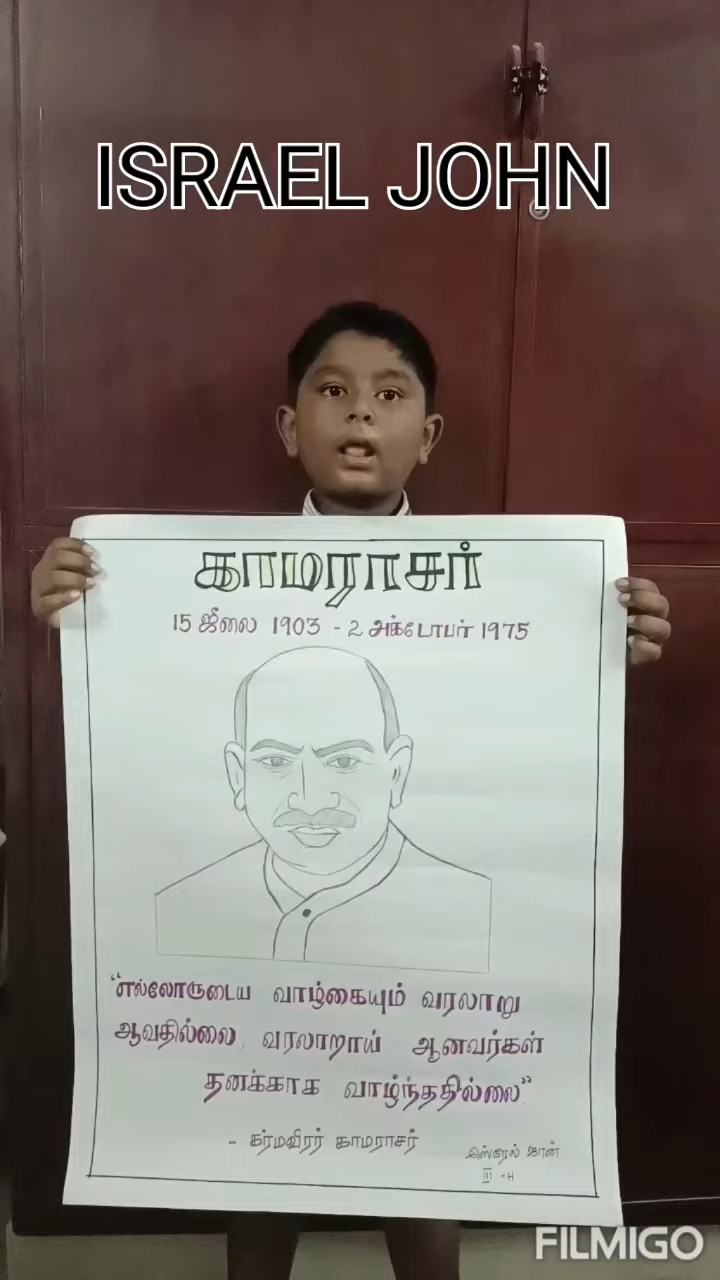 ISRAEL JOHN
காமராசர்
15 ஜீலை 1903 - 2 அக்டோபர் 1975
"எல்லோருடைய வாழ்கையும் வரலாறு
ஆவதில்லை, வரலாறாய் ஆனவர்கள்
தனக்காக வாழ்ந்ததில்லை"
- கர்மவீரர் காமராசர்
இஸ்ரேல் ஜான்
III - H
FILMIGO